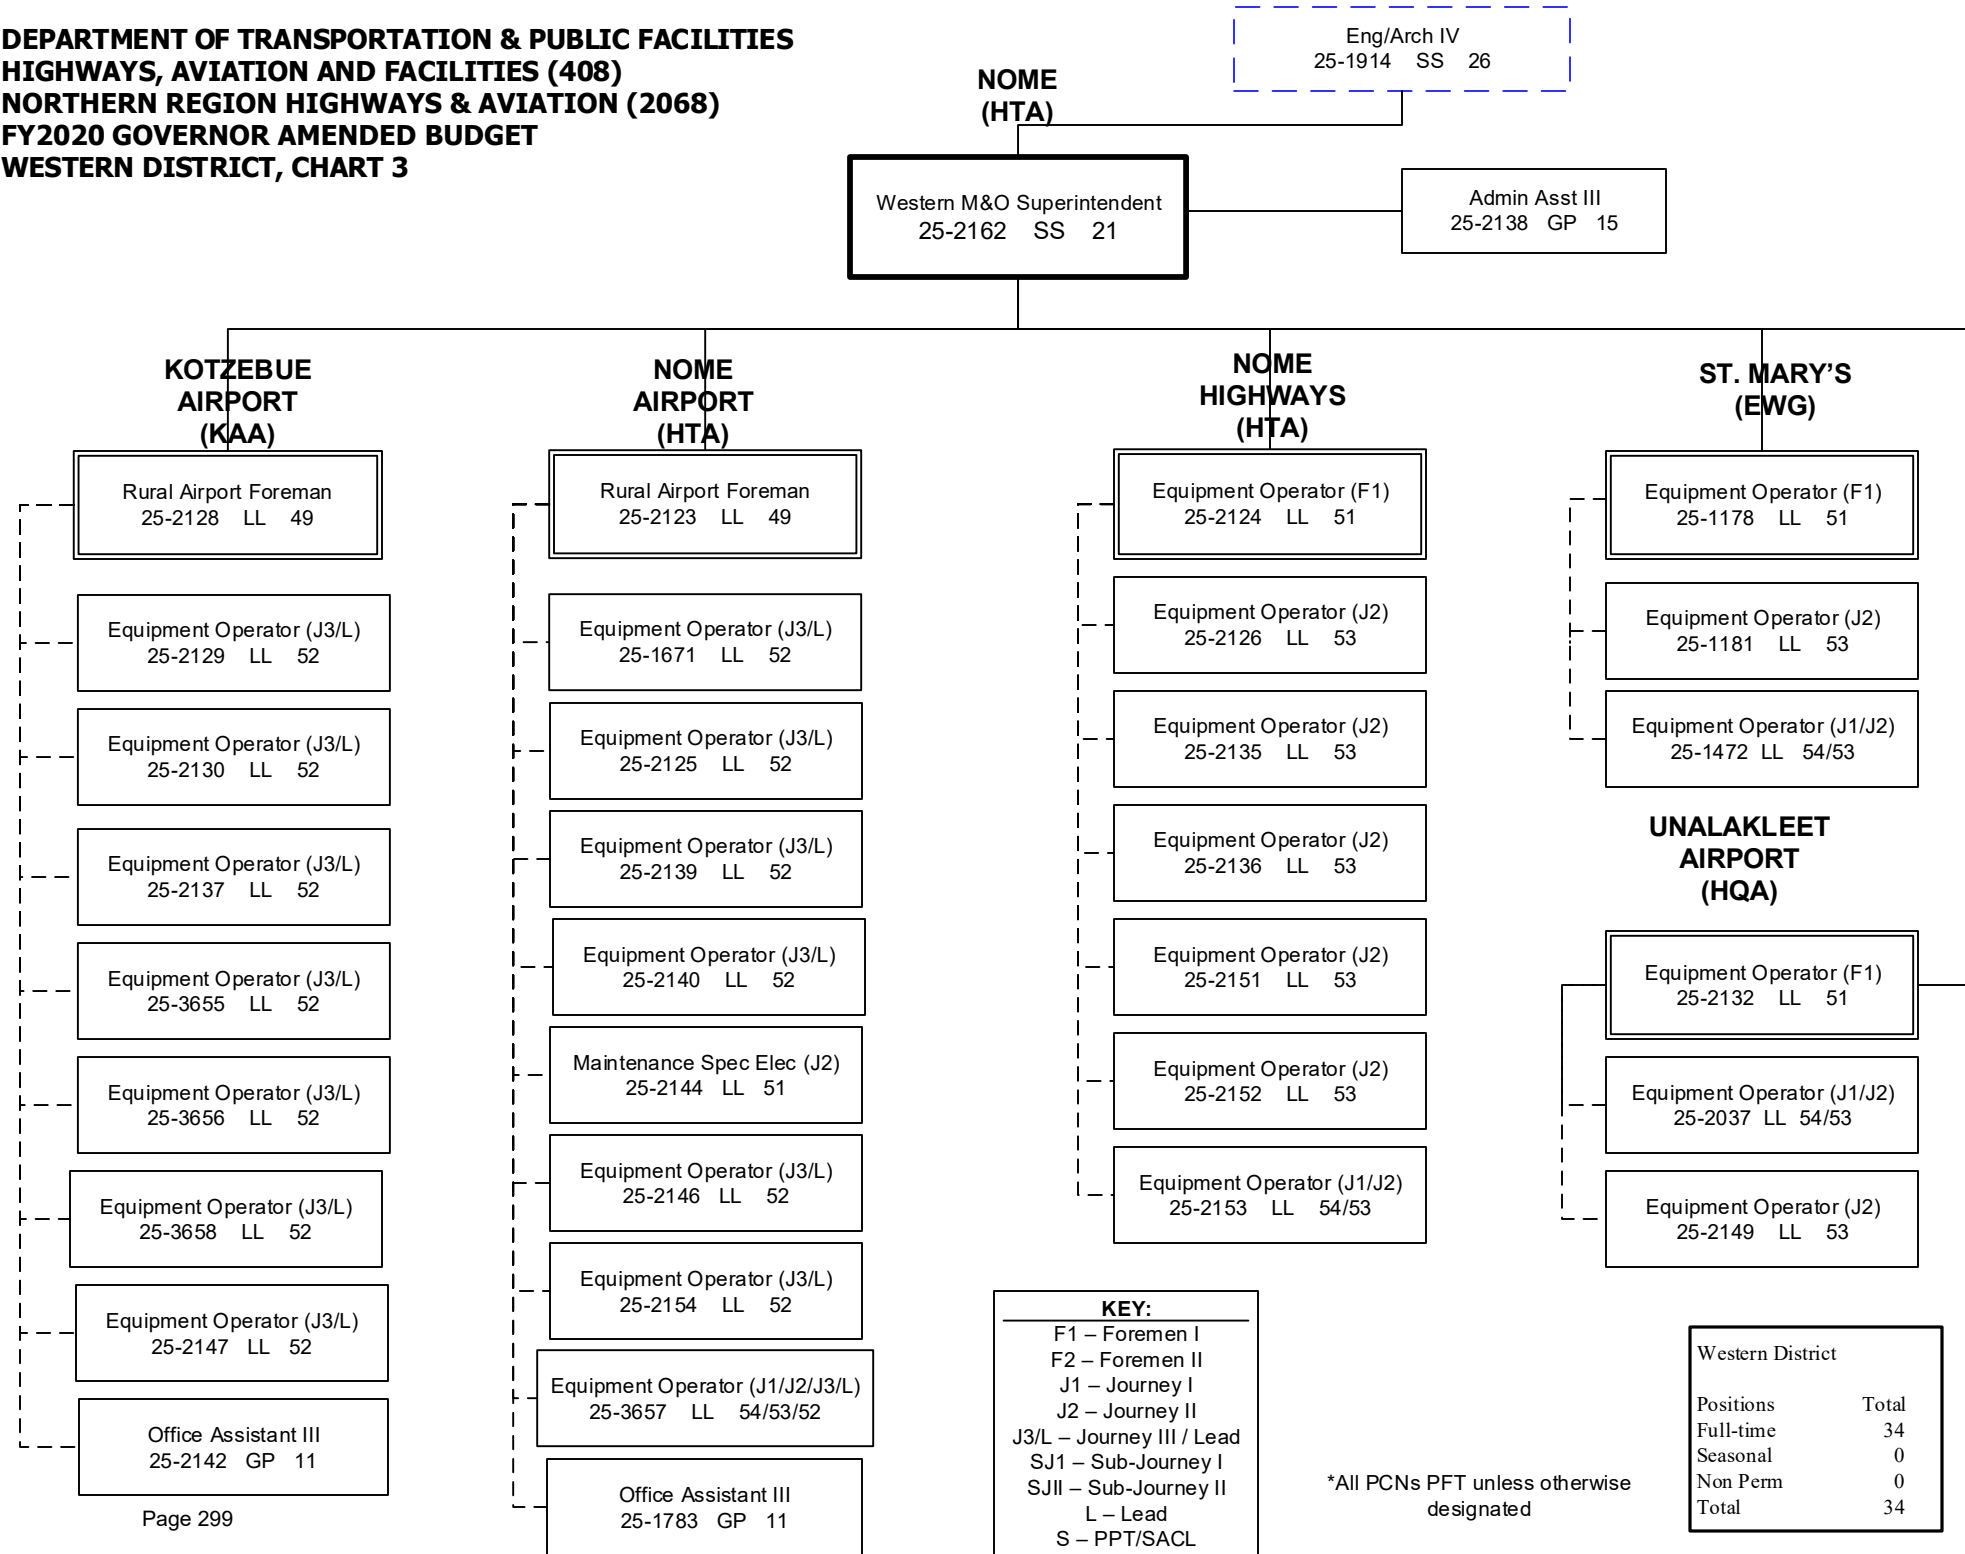 DEPARTMENT OF TRANSPORTATION & PUBLIC FACILITIES
HIGHWAYS, AVIATION AND FACILITIES (408)
NORTHERN REGION HIGHWAYS & AVIATION (2068)
FY2020 GOVERNOR AMENDED BUDGET
WESTERN DISTRICT, CHART 3
Eng/Arch IV
25-1914 SS 26
NOME
(HTA)
Western M&O Superintendent
25-2162 SS 21
Admin Asst III
25-2138 GP 15
KOTZEBUE
AIRPORT
(KAA)
Rural Airport Foreman
25-2128 LL 49
Equipment Operator (J3/L)
25-2129 LL 52
Equipment Operator (J3/L)
25-2130 LL 52
Equipment Operator (J3/L)
25-2137 LL 52
Equipment Operator (J3/L)
25-3655 LL 52
Equipment Operator (J3/L)
25-3656 LL 52
Equipment Operator (J3/L)
25-3658 LL 52
Equipment Operator (J3/L)
25-2147 LL 52
Office Assistant III
25-2142 GP 11
NOME
AIRPORT
(HTA)
Rural Airport Foreman
25-2123 LL 49
Equipment Operator (J3/L)
25-1671 LL 52
Equipment Operator (J3/L)
25-2125 LL 52
Equipment Operator (J3/L)
25-2139 LL 52
Equipment Operator (J3/L)
25-2140 LL 52
Maintenance Spec Elec (J2)
25-2144 LL 51
Equipment Operator (J3/L)
25-2146 LL 52
Equipment Operator (J3/L)
25-2154 LL 52
Equipment Operator (J1/J2/J3/L)
25-3657 LL 54/53/52
Office Assistant III
25-1783 GP 11
NOME
HIGHWAYS
(HTA)
Equipment Operator (F1)
25-2124 LL 51
Equipment Operator (J2)
25-2126 LL 53
Equipment Operator (J2)
25-2135 LL 53
Equipment Operator (J2)
25-2136 LL 53
Equipment Operator (J2)
25-2151 LL 53
Equipment Operator (J2)
25-2152 LL 53
Equipment Operator (J1/J2)
25-2153 LL 54/53
ST. MARY’S
(EWG)
Equipment Operator (F1)
25-1178 LL 51
Equipment Operator (J2)
25-1181 LL 53
Equipment Operator (J1/J2)
25-1472 LL 54/53
UNALAKLEET
AIRPORT
(HQA)
Equipment Operator (F1)
25-2132 LL 51
Equipment Operator (J1/J2)
25-2037 LL 54/53
Equipment Operator (J2)
25-2149 LL 53
KEY:
F1 – Foremen I
F2 – Foremen II
J1 – Journey I
J2 – Journey II
J3/L – Journey III / Lead
SJ1 – Sub-Journey I
SJII – Sub-Journey II
L – Lead
S – PPT/SACL
*All PCNs PFT unless otherwise
designated
Western District
Positions Total
Full-time 34
Seasonal 0
Non Perm 0
Total 34
Page 299